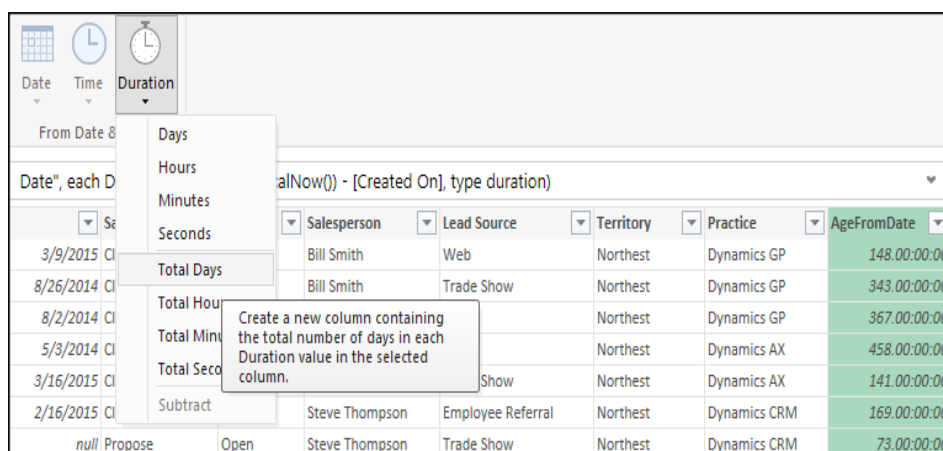 Date Time Duration
From Date &
Days
Hours
Minutes
Seconds
Total Days
Total Hou
Total Minu
Total Seco
Subtract
Create a new column containing
the total number of days in each
Duration value in the selected
column.
Date", each D alNow()) - [Created On], type duration)
Sa Salesperson Lead Source Territory Practice AgeFromDate
3/9/2015 Cl Bill Smith Web Northest Dynamics GP 148.00:00:00
8/26/2014 Cl Bill Smith Trade Show Northest Dynamics GP 343.00:00:00
8/2/2014 Cl Northest Dynamics GP 367.00:00:00
5/3/2014 Cl Northest Dynamics AX 458.00:00:00
3/16/2015 Cl Show Northest Dynamics AX 141.00:00:00
2/16/2015 Cl Steve Thompson Employee Referral Northest Dynamics CRM 169.00:00:00
null Propose Open Steve Thompson Trade Show Northest Dynamics CRM 73.00:00:00